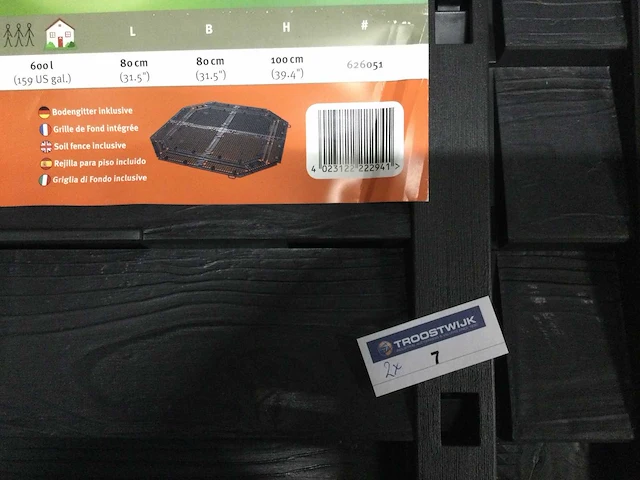 L B H #
600 l 80 cm 80 cm 100 cm 626051
(159 US gal.) (31.5") (31.5") (39.4")
Bodengitter inklusive
Grille de Fond intégrée
Soil fence inclusive
Rejilla para piso incluido
Griglia di Fondo inclusive
4 023122 222941 >
TROOSTWIJK
2x 7